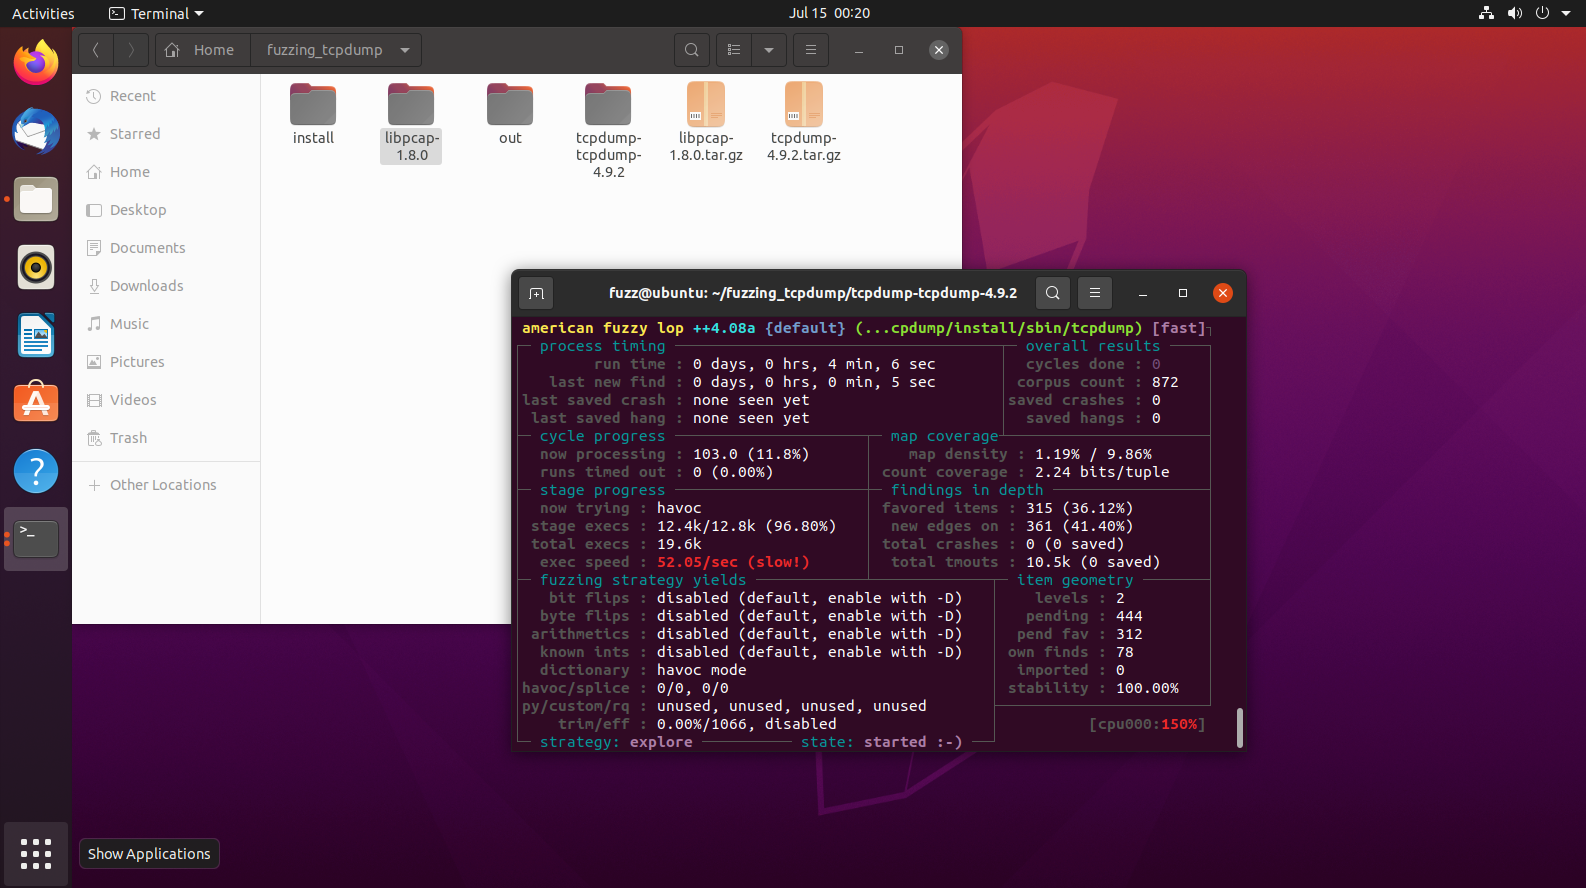 Activities
Terminal
Jul 15 00:20
Home
fuzzing_tcpdump
Recent
Starred
Home
Desktop
Documents
Downloads
Music
Pictures
Videos
Trash
Other Locations
install
libpcap-
1.8.0
out
tcpdump-
tcpdump-
4.9.2
libpcap-
1.8.0.tar.gz
tcpdump-
4.9.2.tar.gz
fuzz@ubuntu: ~/fuzzing_tcpdump/tcpdump-tcpdump-4.9.2
american fuzzy lop ++4.08a {default} (...cpdump/install/sbin/tcpdump) [fast]
process timing
overall results
run time : 0 days, 0 hrs, 4 min, 6 sec
cycles done : 0
last new find : 0 days, 0 hrs, 0 min, 5 sec
corpus count : 872
last saved crash : none seen yet
saved crashes : 0
last saved hang : none seen yet
saved hangs : 0
cycle progress
map coverage
now processing : 103.0 (11.8%)
map density : 1.19% / 9.86%
runs timed out : 0 (0.00%)
count coverage : 2.24 bits/tuple
stage progress
findings in depth
now trying : havoc
favored items : 315 (36.12%)
stage execs : 12.4k/12.8k (96.80%)
new edges on : 361 (41.40%)
total execs : 19.6k
total crashes : 0 (0 saved)
exec speed : 52.05/sec (slow!)
total tmouts : 10.5k (0 saved)
fuzzing strategy yields
item geometry
bit flips : disabled (default, enable with -D)
levels : 2
byte flips : disabled (default, enable with -D)
pending : 444
arithmetics : disabled (default, enable with -D)
pend fav : 312
known ints : disabled (default, enable with -D)
own finds : 78
dictionary : havoc mode
imported : 0
havoc/splice : 0/0, 0/0
stability : 100.00%
py/custom/rq : unused, unused, unused, unused
trim/eff : 0.00%/1066, disabled
[cpu000:150%]
strategy: explore
state: started :-)
Show Applications